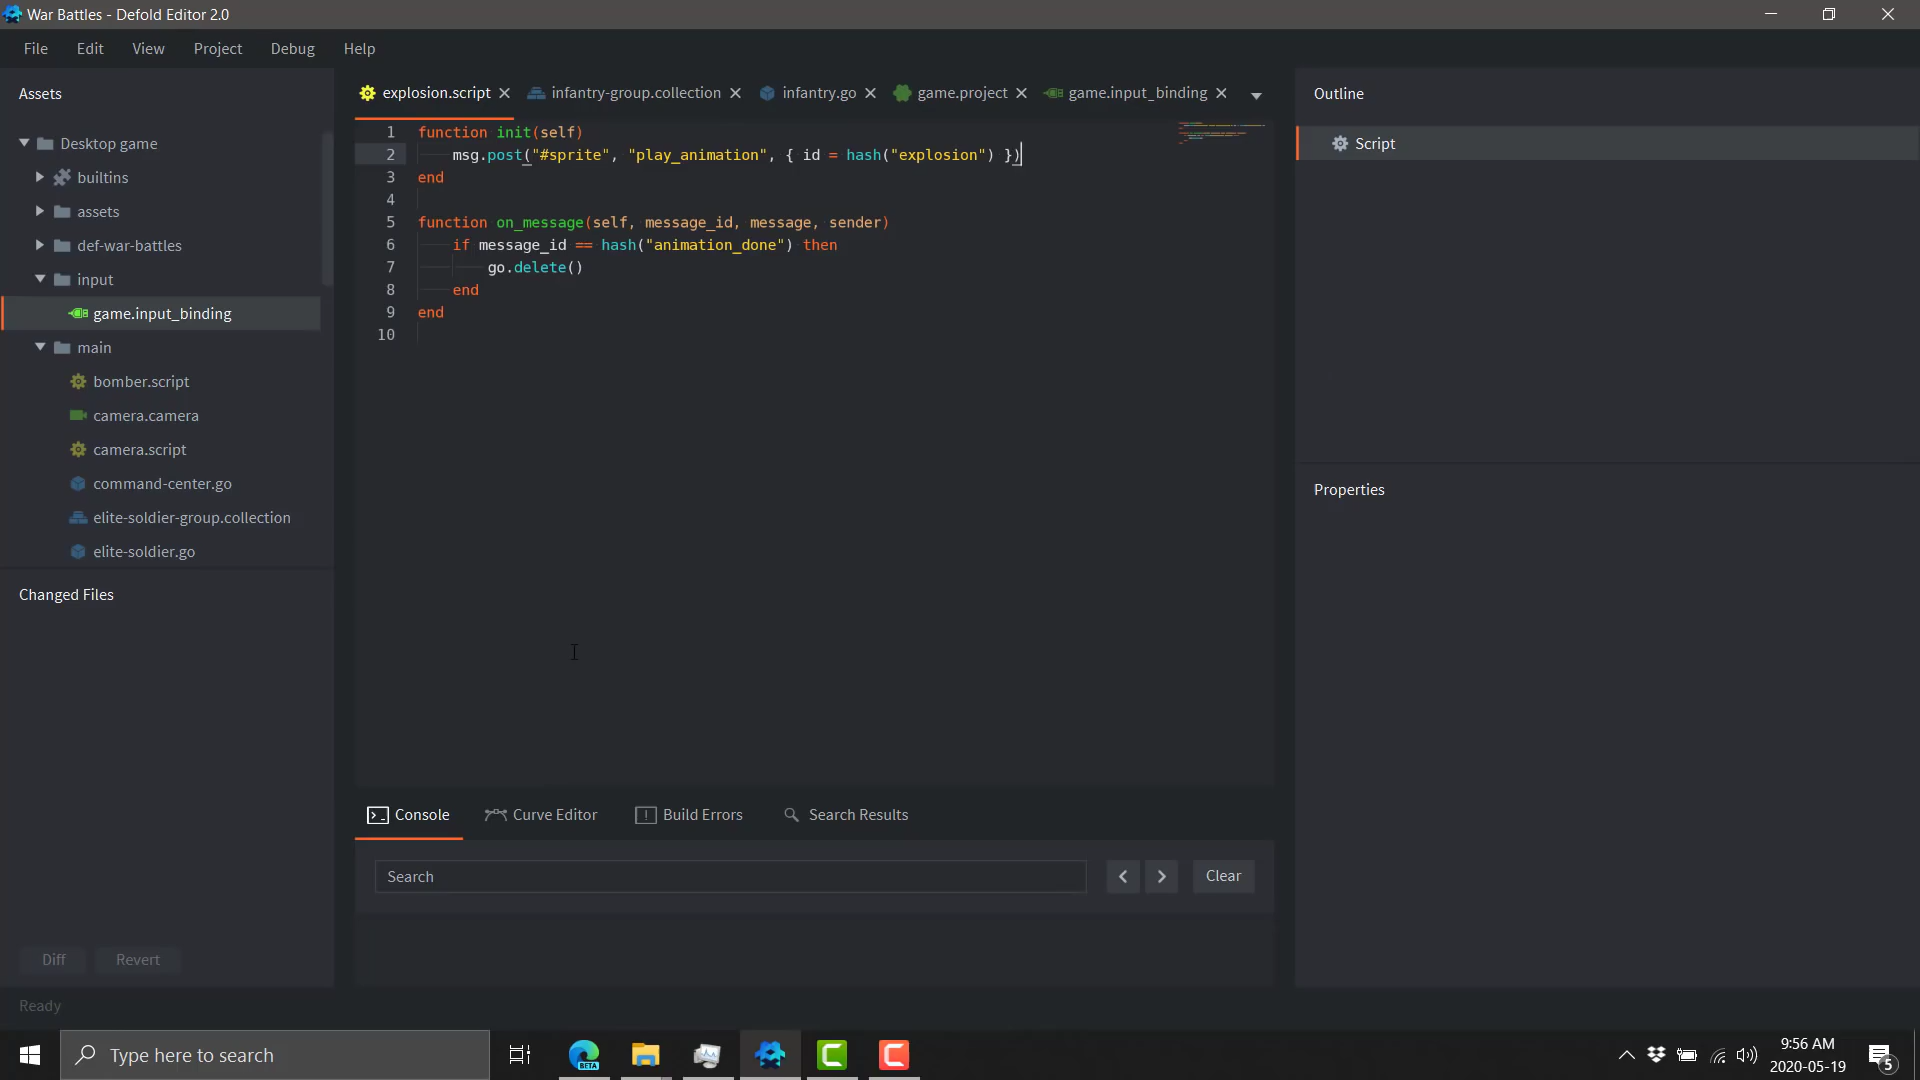 War Battles - Defold Editor 2.0
File Edit View Project Debug Help
Assets
Desktop game
builtins
assets
def-war-battles
input
game.input_binding
main
bomber.script
camera.camera
camera.script
command-center.go
elite-soldier-group.collection
elite-soldier.go
Changed Files
Diff Revert
Ready
explosion.script infantry-group.collection infantry.go game.project game.input_binding
1 function init(self)
2 msg.post("#sprite", "play_animation", { id = hash("explosion") })
3 end
4
5 function on_message(self, message_id, message, sender)
6 if message_id == hash("animation_done") then
7 go.delete()
8 end
9 end
10
Console Curve Editor Build Errors Search Results
Search Clear
Outline
Script
Properties
Type here to search
BETA
9:56 AM
2020-05-19
5